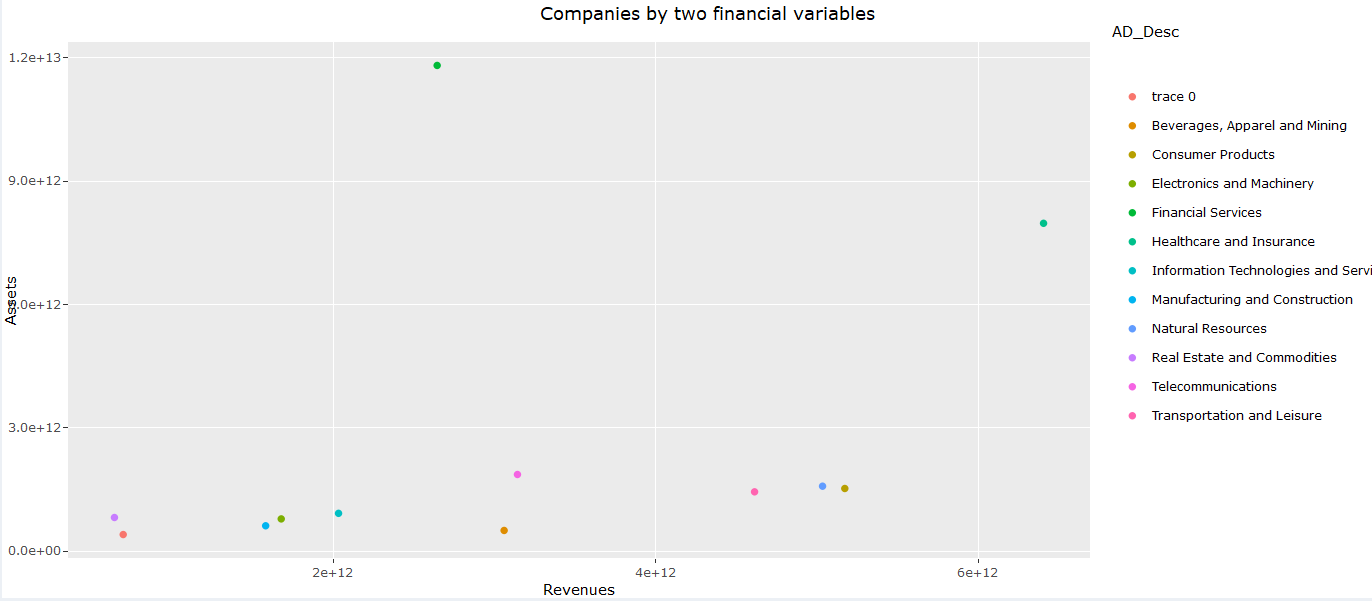 Companies by two financial variables
AD_Desc
1.2e+13
9.0e+12
.0e+12
3.0e+12
0.0e+00
Assets
2e+12
4e+12
6e+12
Revenues
trace 0
Beverages, Apparel and Mining
Consumer Products
Electronics and Machinery
Financial Services
Healthcare and Insurance
Information Technologies and Servi
Manufacturing and Construction
Natural Resources
Real Estate and Commodities
Telecommunications
Transportation and Leisure